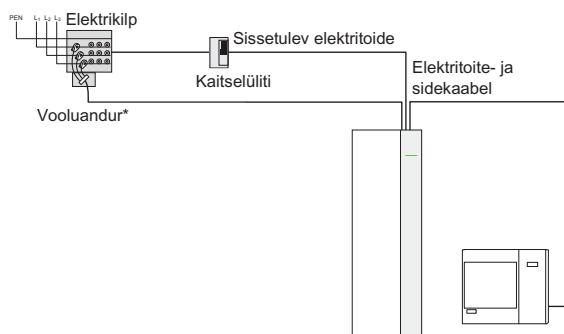 PEN L₁ L₂ L₃ Elektrikilp
Sissetulev elektritoide
Kaitselüliti
Elektritoite- ja
sidekaabel
Vooluandur*